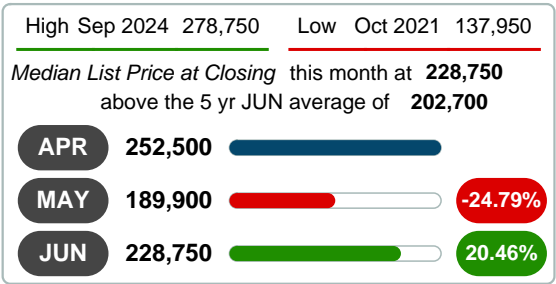 High Sep 2024 278,750 Low Oct 2021 137,950
Median List Price at Closing this month at 228,750
above the 5 yr JUN average of 202,700
APR 252,500
MAY 189,900 -24.79%
JUN 228,750 20.46%